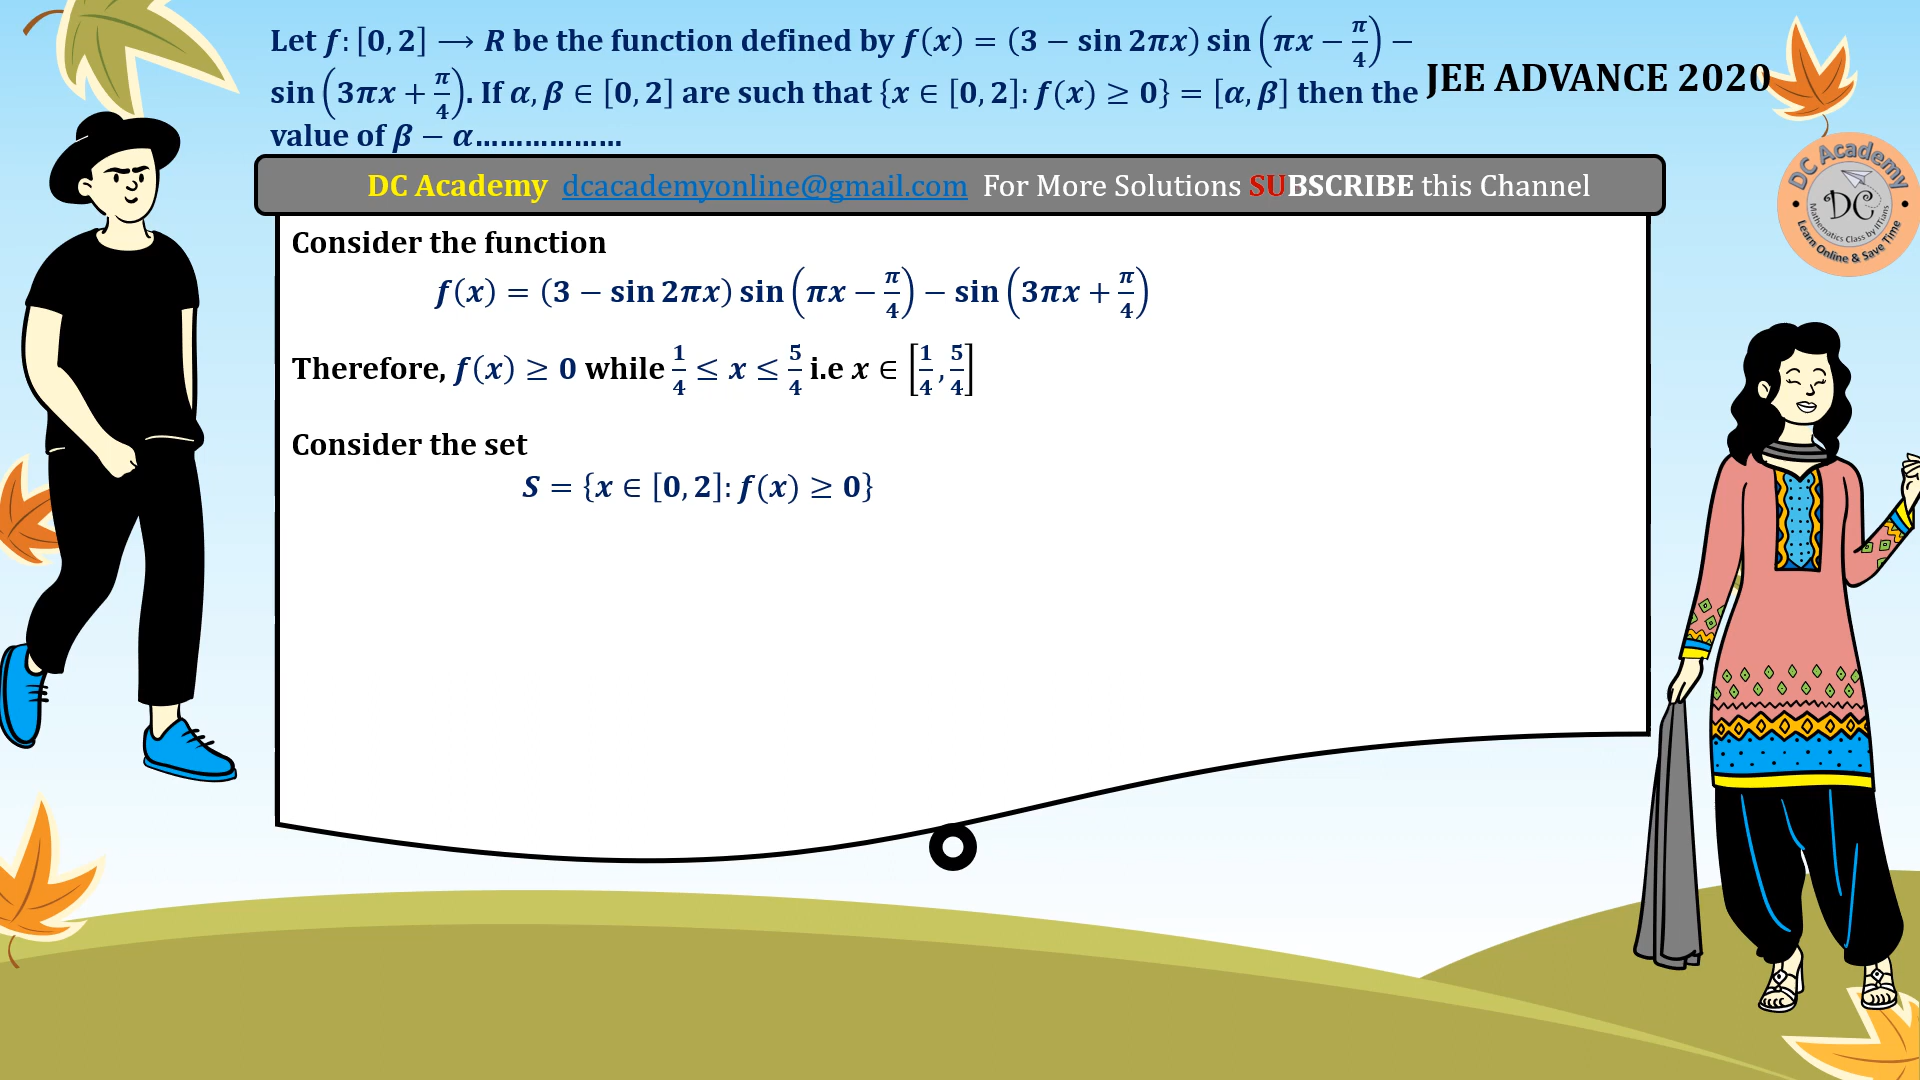 Let f: [0, 2] ⟶ R be the function defined by f(x) = (3 − sin 2πx) sin (πx − π/4) −
sin (3πx + π/4). If α, β ∈ [0, 2] are such that {x ∈ [0, 2]: f(x) ≥ 0} = [α, β] then the
value of β − α………………
JEE ADVANCE 2020
DC Academy dcacademyonline@gmail.com For More Solutions SUBSCRIBE this Channel
DC Academy
DC
Mathematics Class by IITians
Learn Online & Save Time
Consider the function
f(x) = (3 − sin 2πx) sin (πx − π/4) − sin (3πx + π/4)
Therefore, f(x) ≥ 0 while 1/4 ≤ x ≤ 5/4 i.e x ∈ [1/4, 5/4]
Consider the set
S = {x ∈ [0, 2]: f(x) ≥ 0}